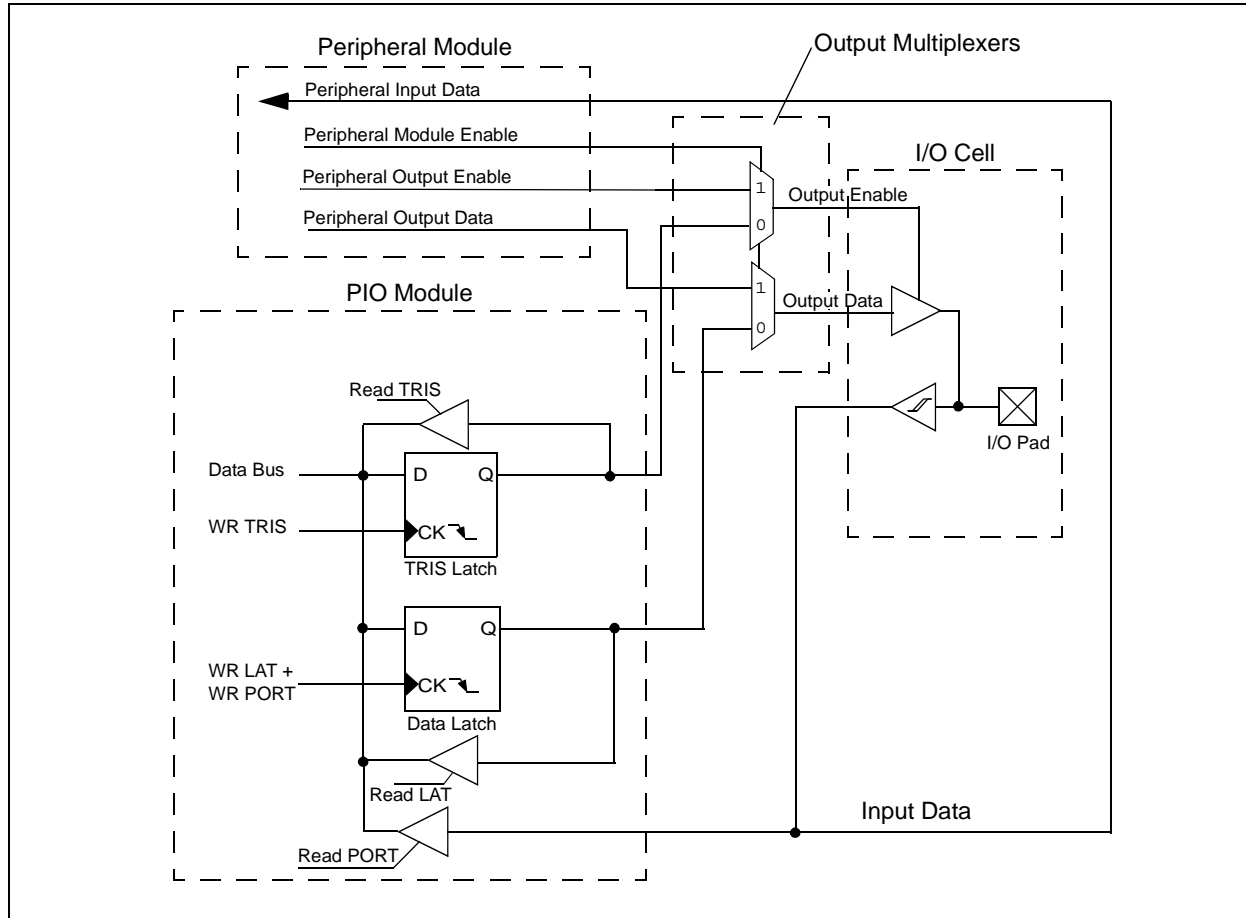 Peripheral Module
Output Multiplexers
Peripheral Input Data
Peripheral Module Enable
I/O Cell
Peripheral Output Enable
1
Output Enable
Peripheral Output Data
0
PIO Module
1
Output Data
0
Read TRIS
I/O Pad
Data Bus
D
Q
WR TRIS
CK
TRIS Latch
D
Q
WR LAT +
WR PORT
CK
Data Latch
Read LAT
Input Data
Read PORT